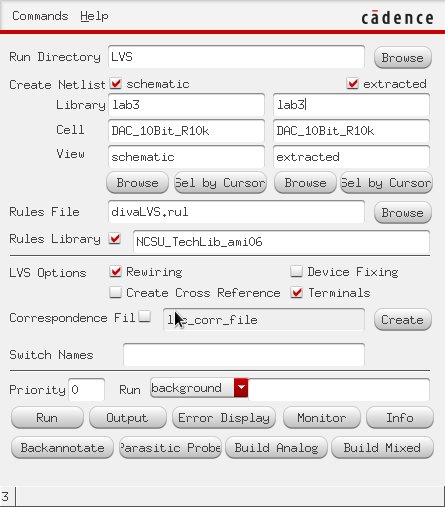 Commands Help cādence
Run Directory LVS Browse
Create Netlist schematic extracted
Library lab3 lab3
Cell DAC_10Bit_R10k DAC_10Bit_R10k
View schematic extracted
Browse Sel by Cursor Browse Sel by Cursor
Rules File divaLVS.rul Browse
Rules Library NCSU_TechLib_ami06
LVS Options Rewiring Device Fixing
Create Cross Reference Terminals
Correspondence Fil _corr_file Create
Switch Names
Priority 0 Run background
Run Output Error Display Monitor Info
Backannotate Parasitic Probe Build Analog Build Mixed
3